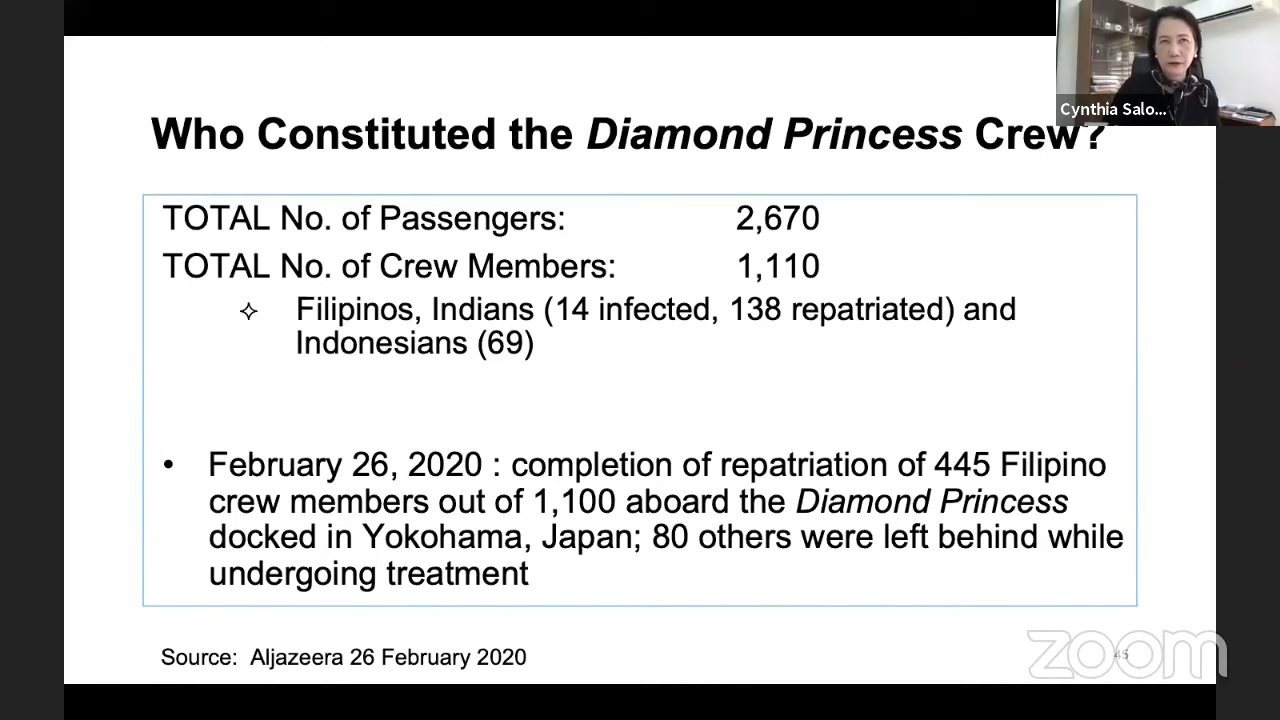 Cynthia Salo...
Who Constituted the Diamond Princess Crew?
TOTAL No. of Passengers: 2,670
TOTAL No. of Crew Members: 1,110
✧ Filipinos, Indians (14 infected, 138 repatriated) and
Indonesians (69)
• February 26, 2020 : completion of repatriation of 445 Filipino
crew members out of 1,100 aboard the Diamond Princess
docked in Yokohama, Japan; 80 others were left behind while
undergoing treatment
Source: Aljazeera 26 February 2020
zoom
45